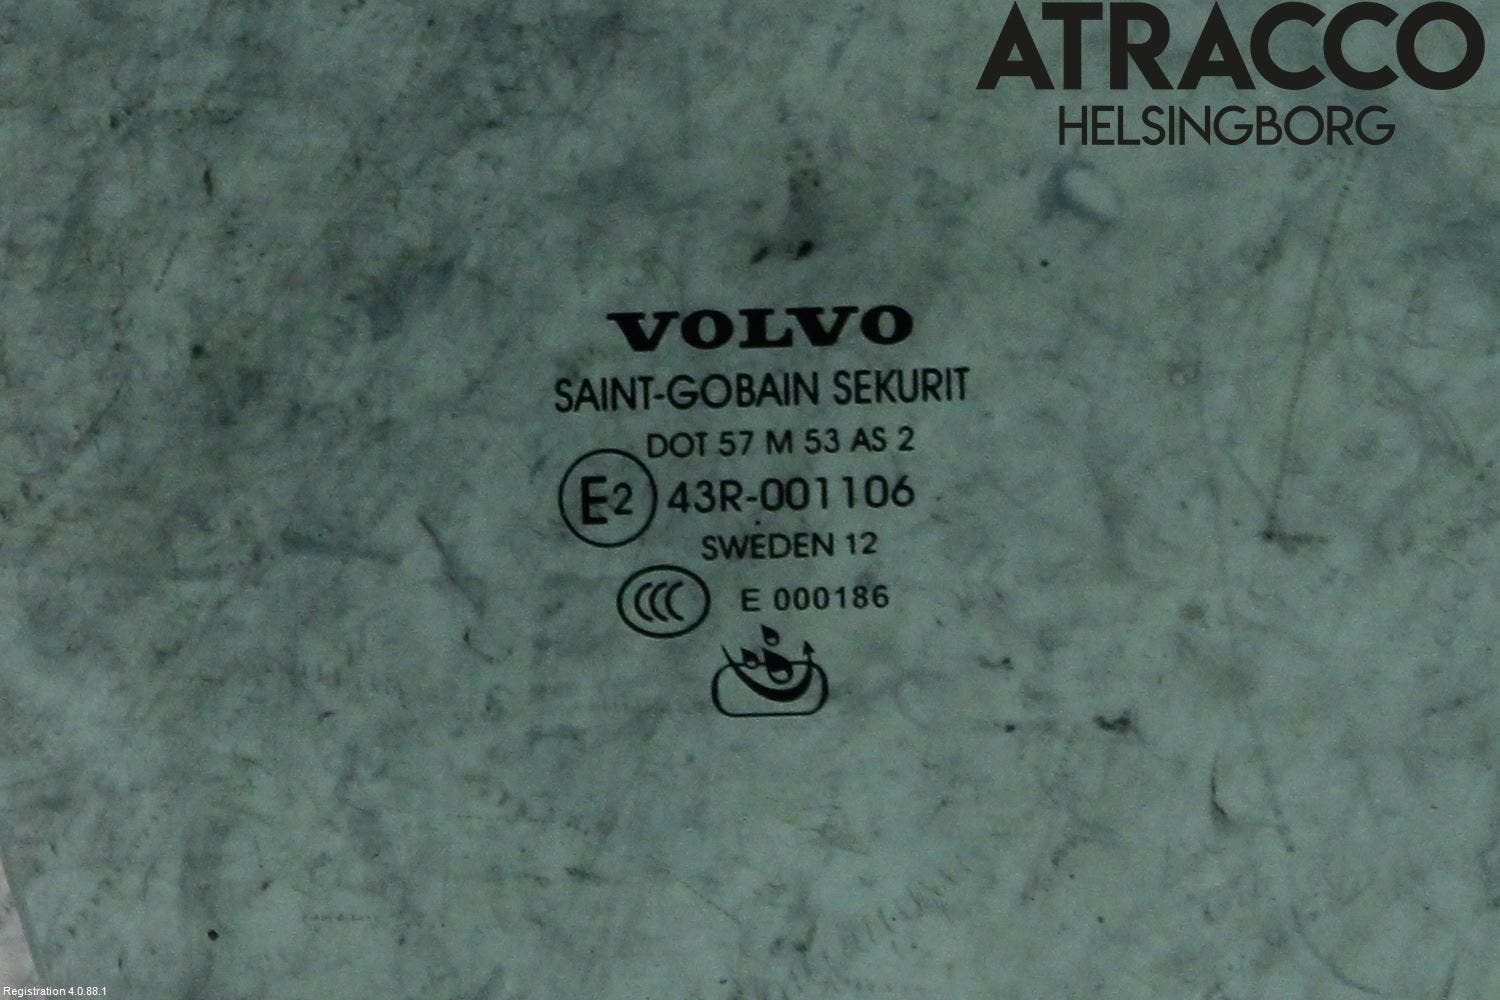 ATRACCO
HELSINGBORG
VOLVO
SAINT-GOBAIN SEKURIT
DOT 57 M 53 AS 2
E2 43R-001106
SWEDEN 12
CCC E 000186
Registration 4.0.88.1